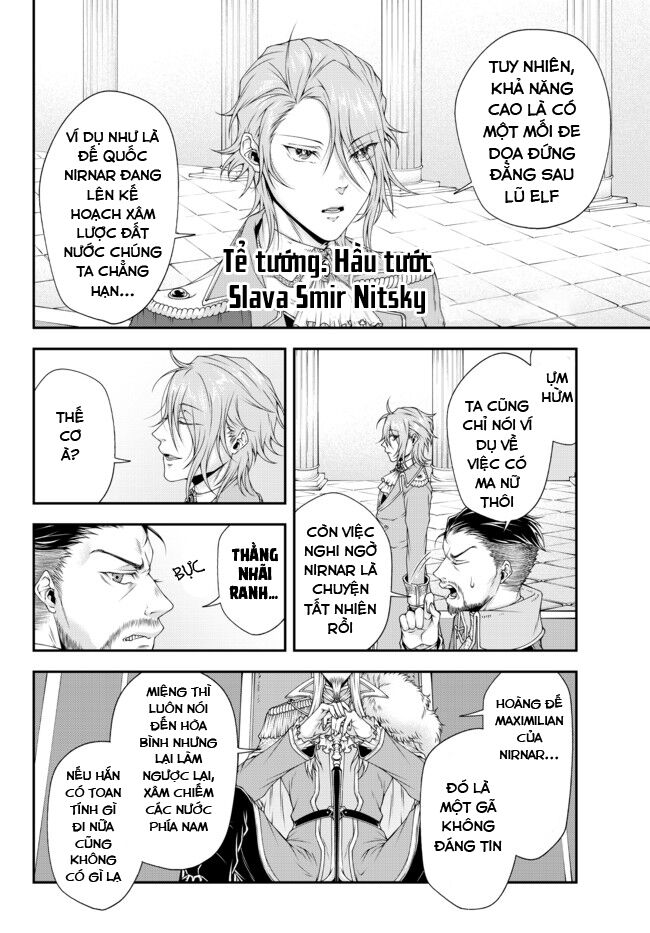 TUY NHIÊN,
KHẢ NĂNG
CAO LÀ CÓ
MỘT MỐI ĐE
DỌA ĐỨNG
ĐẰNG SAU
LŨ ELF
VÍ DỤ NHƯ LÀ
ĐẾ QUỐC
NIRNAR ĐANG
LÊN KẾ
HOẠCH XÂM
LƯỢC ĐẤT
NƯỚC CHÚNG
TA CHẲNG
HẠN...
Tể tướng. Hầu tước
Slava Smir Nitsky
ỰM
HỪM
TA CŨNG
CHỈ NÓI VÍ
DỤ VỀ
VIỆC CÓ
MA NỮ
THÔI
CÒN VIỆC
NGHI NGỜ
NIRNAR LÀ
CHUYỆN
TẤT NHIÊN
RỒI
THẾ
CƠ
À?
THẰNG
NHÃI
RANH...
BỰC
HOÀNG ĐẾ
MAXIMILIAN
CỦA
NIRNAR...
ĐÓ LÀ
MỘT GÃ
KHÔNG
ĐÁNG TIN
MIỆNG THÌ
LUÔN NÓI
ĐẾN HÒA
BÌNH NHƯNG
LẠI LÀM
NGƯỢC LẠI,
XÂM CHIẾM
CÁC NƯỚC
PHÍA NAM
NẾU HẮN
CÓ TOAN
TÍNH GÌ
ĐI NỮA
CŨNG
KHÔNG
CÓ GÌ LẠ